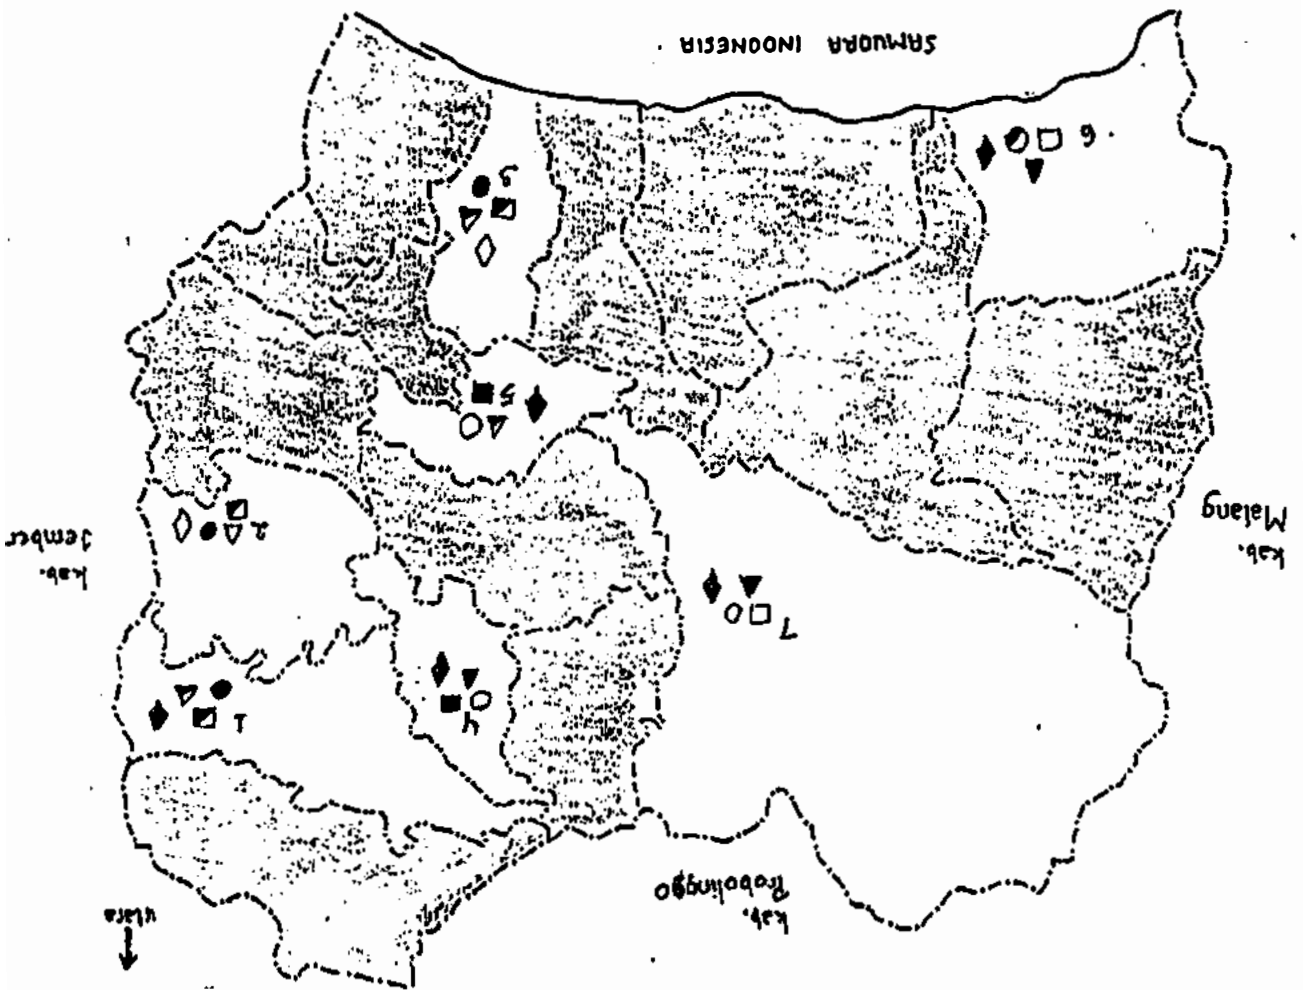 utara
kab.
Probolinggo
1
4
7
kab.
Malang
kab.
Jember
2
5
3
6
SAMUDRA INDONESIA